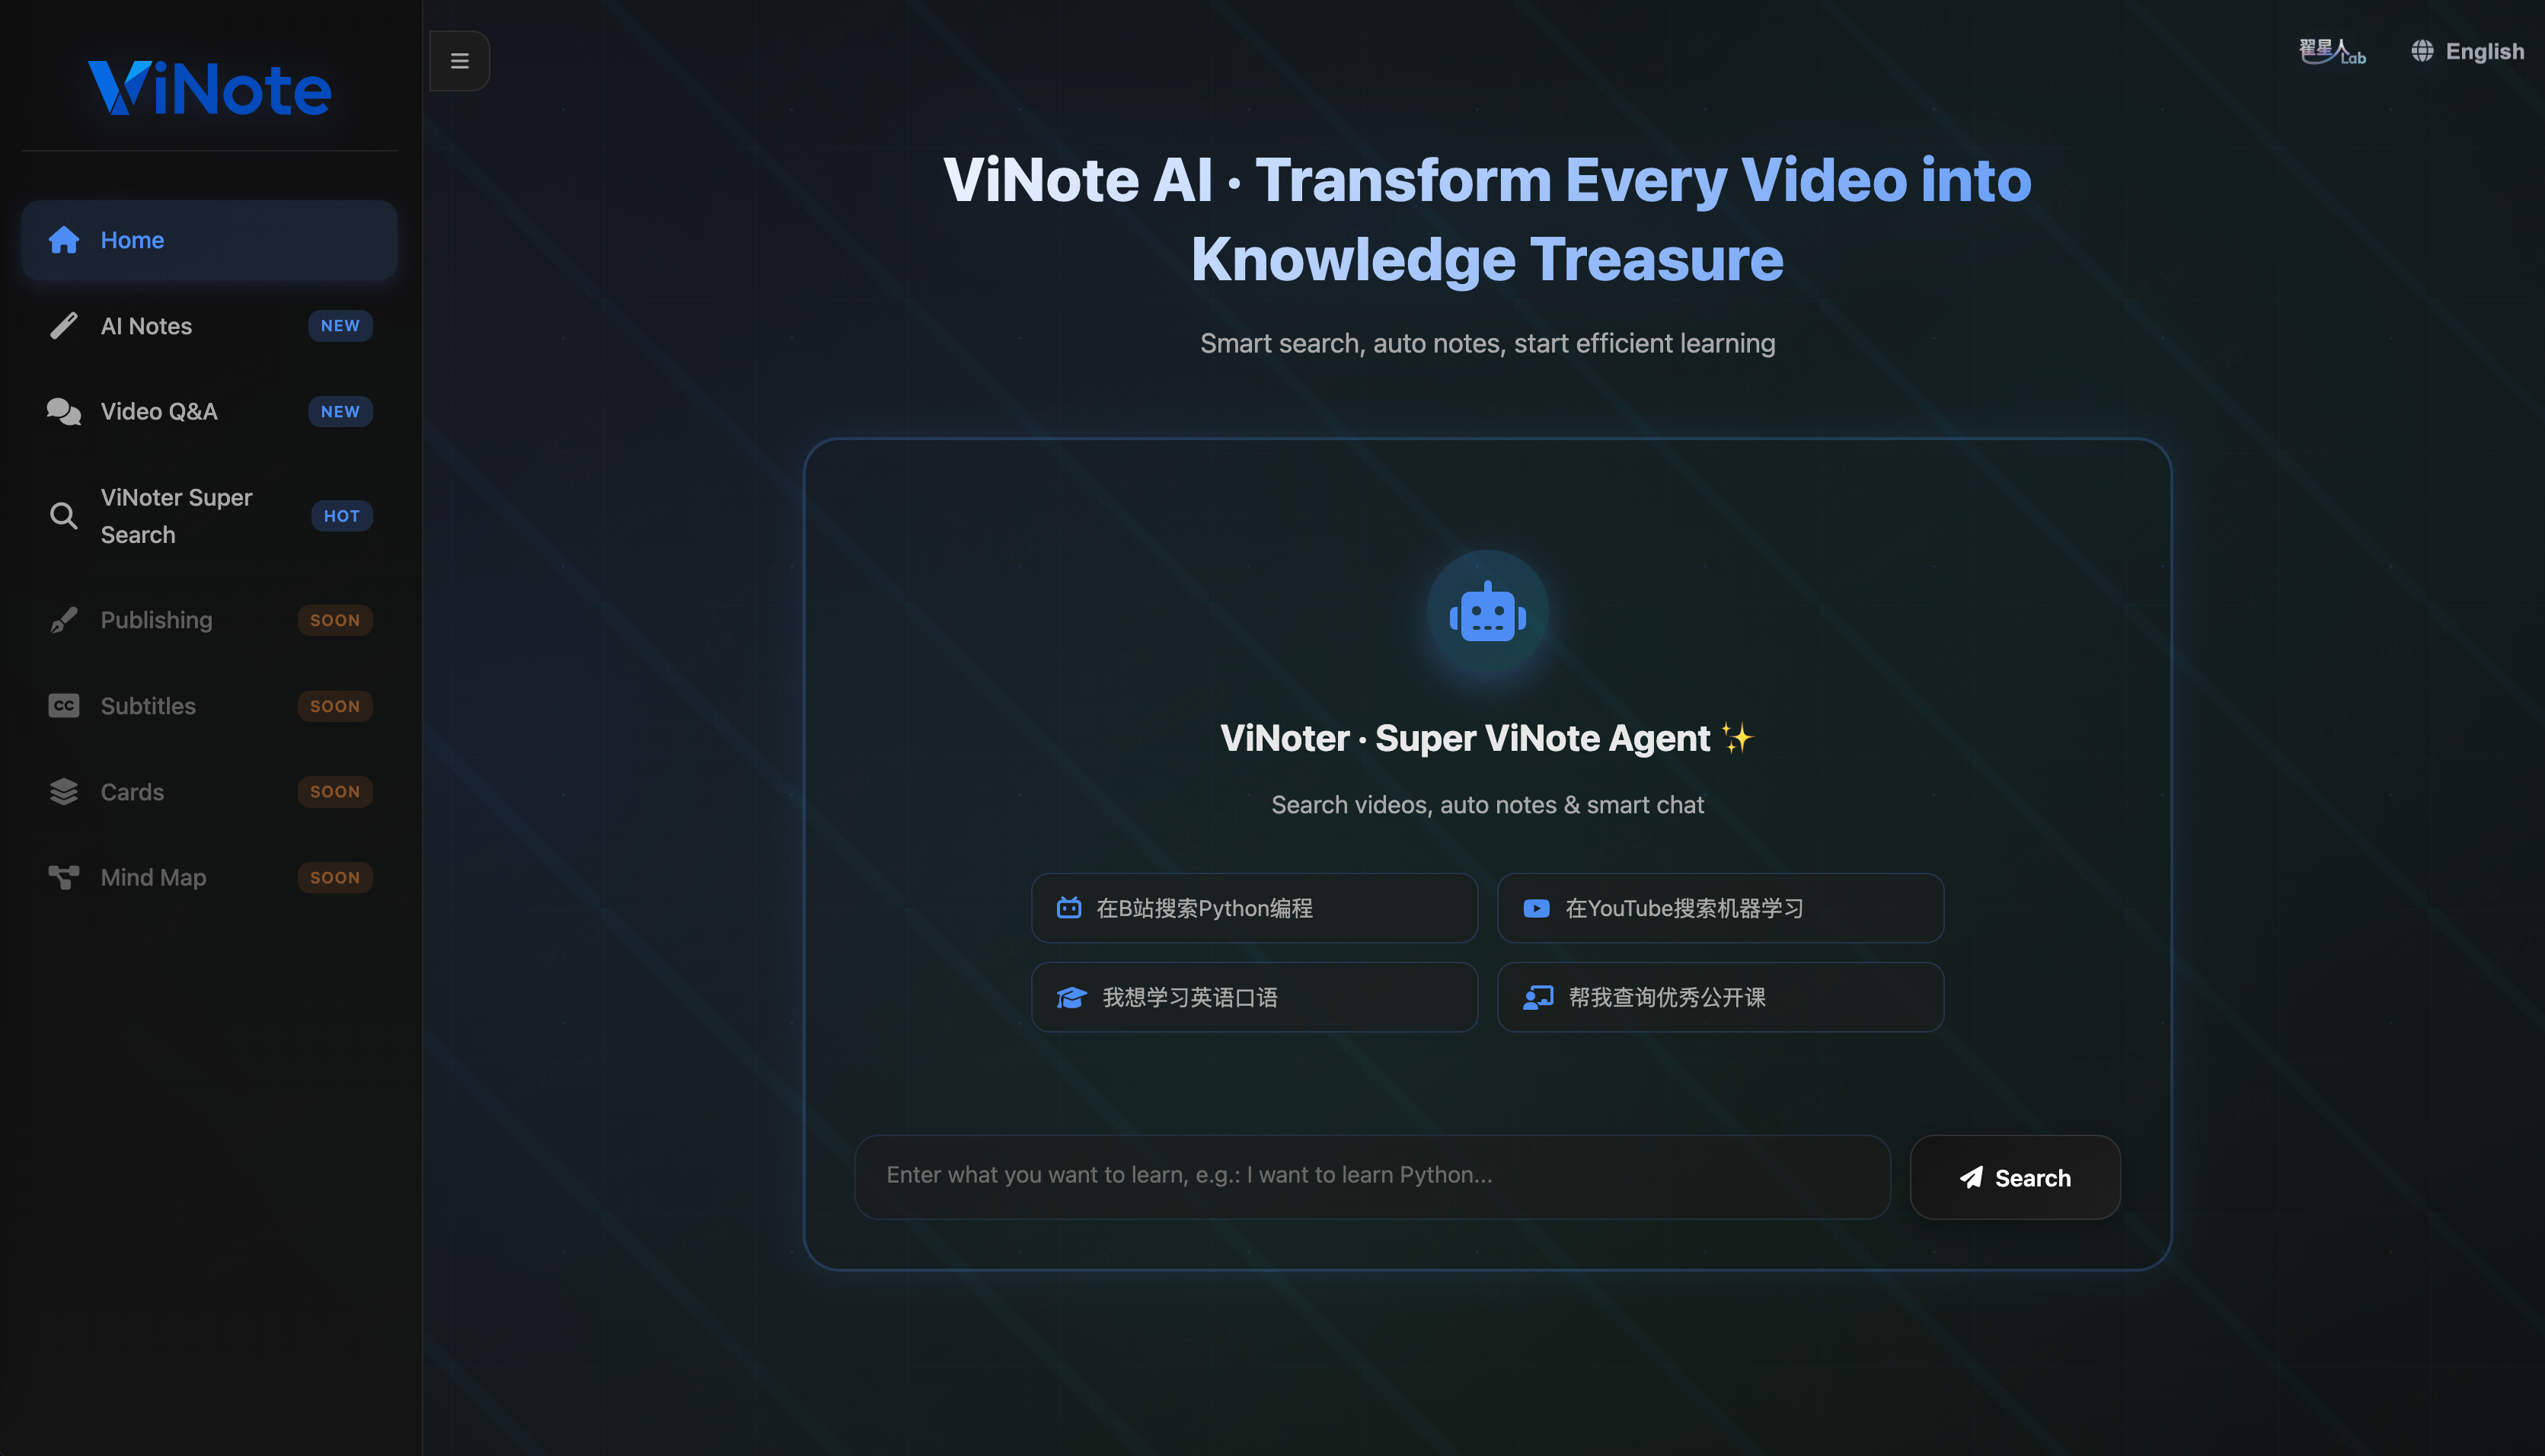 ViNote
翟星人
Lab
English
Home
AI Notes
NEW
Video Q&A
NEW
ViNoter Super
Search
HOT
Publishing
SOON
Subtitles
SOON
Cards
SOON
Mind Map
SOON
ViNote AI · Transform Every Video into
Knowledge Treasure
Smart search, auto notes, start efficient learning
ViNoter · Super ViNote Agent ✨
Search videos, auto notes & smart chat
在B站搜索Python编程
在YouTube搜索机器学习
我想学习英语口语
帮我查询优秀公开课
Enter what you want to learn, e.g.: I want to learn Python...
Search